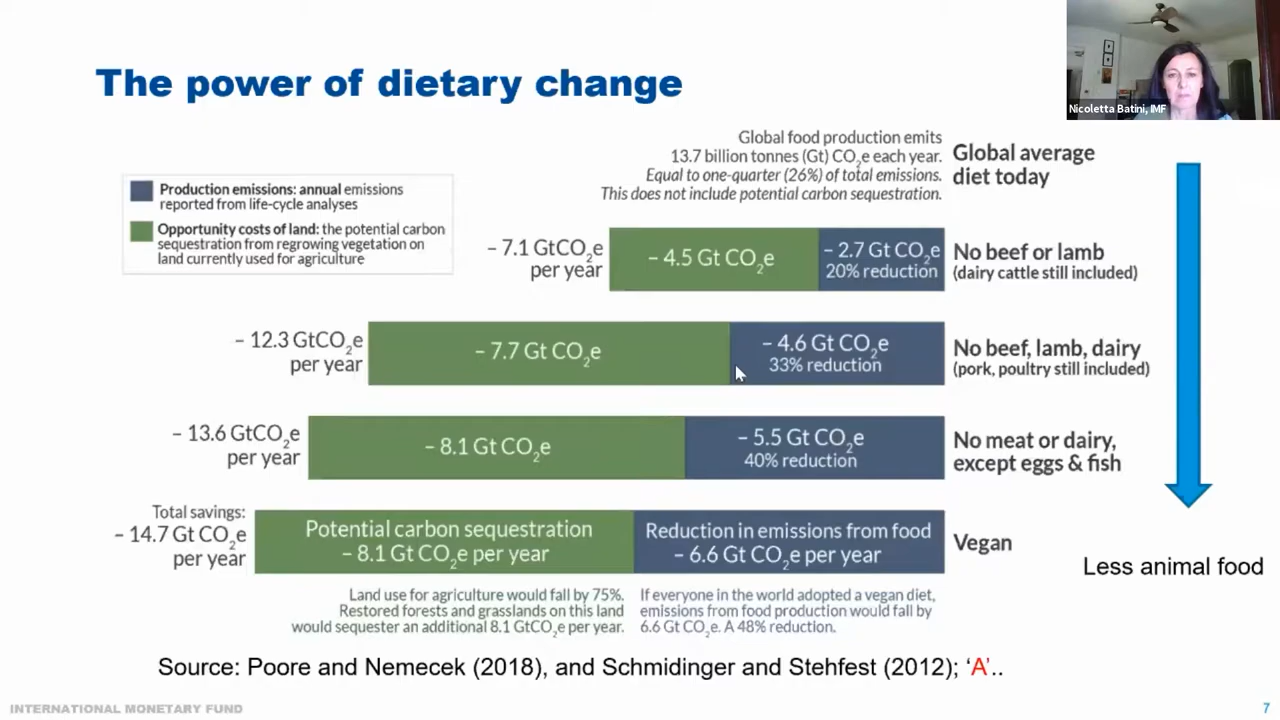 The power of dietary change
Nicoletta Batini, IMF
Global food production emits
13.7 billion tonnes (Gt) CO₂e each year.
Equal to one-quarter (26%) of total emissions.
This does not include potential carbon sequestration.
Global average
diet today
Production emissions: annual emissions
reported from life-cycle analyses
Opportunity costs of land: the potential carbon
sequestration from regrowing vegetation on
land currently used for agriculture
– 7.1 GtCO₂e
per year
– 4.5 Gt CO₂e
– 2.7 Gt CO₂e
20% reduction
No beef or lamb
(dairy cattle still included)
– 12.3 GtCO₂e
per year
– 7.7 Gt CO₂e
– 4.6 Gt CO₂e
33% reduction
No beef, lamb, dairy
(pork, poultry still included)
– 13.6 GtCO₂e
per year
– 8.1 Gt CO₂e
– 5.5 Gt CO₂e
40% reduction
No meat or dairy,
except eggs & fish
Total savings:
– 14.7 Gt CO₂e
per year
Potential carbon sequestration
– 8.1 Gt CO₂e per year
Reduction in emissions from food
– 6.6 Gt CO₂e per year
Vegan
Less animal food
Land use for agriculture would fall by 75%.
Restored forests and grasslands on this land
would sequester an additional 8.1 GtCO₂e per year.
If everyone in the world adopted a vegan diet,
emissions from food production would fall by
6.6 Gt CO₂e. A 48% reduction.
Source: Poore and Nemecek (2018), and Schmidinger and Stehfest (2012); ‘A’..
INTERNATIONAL MONETARY FUND
7